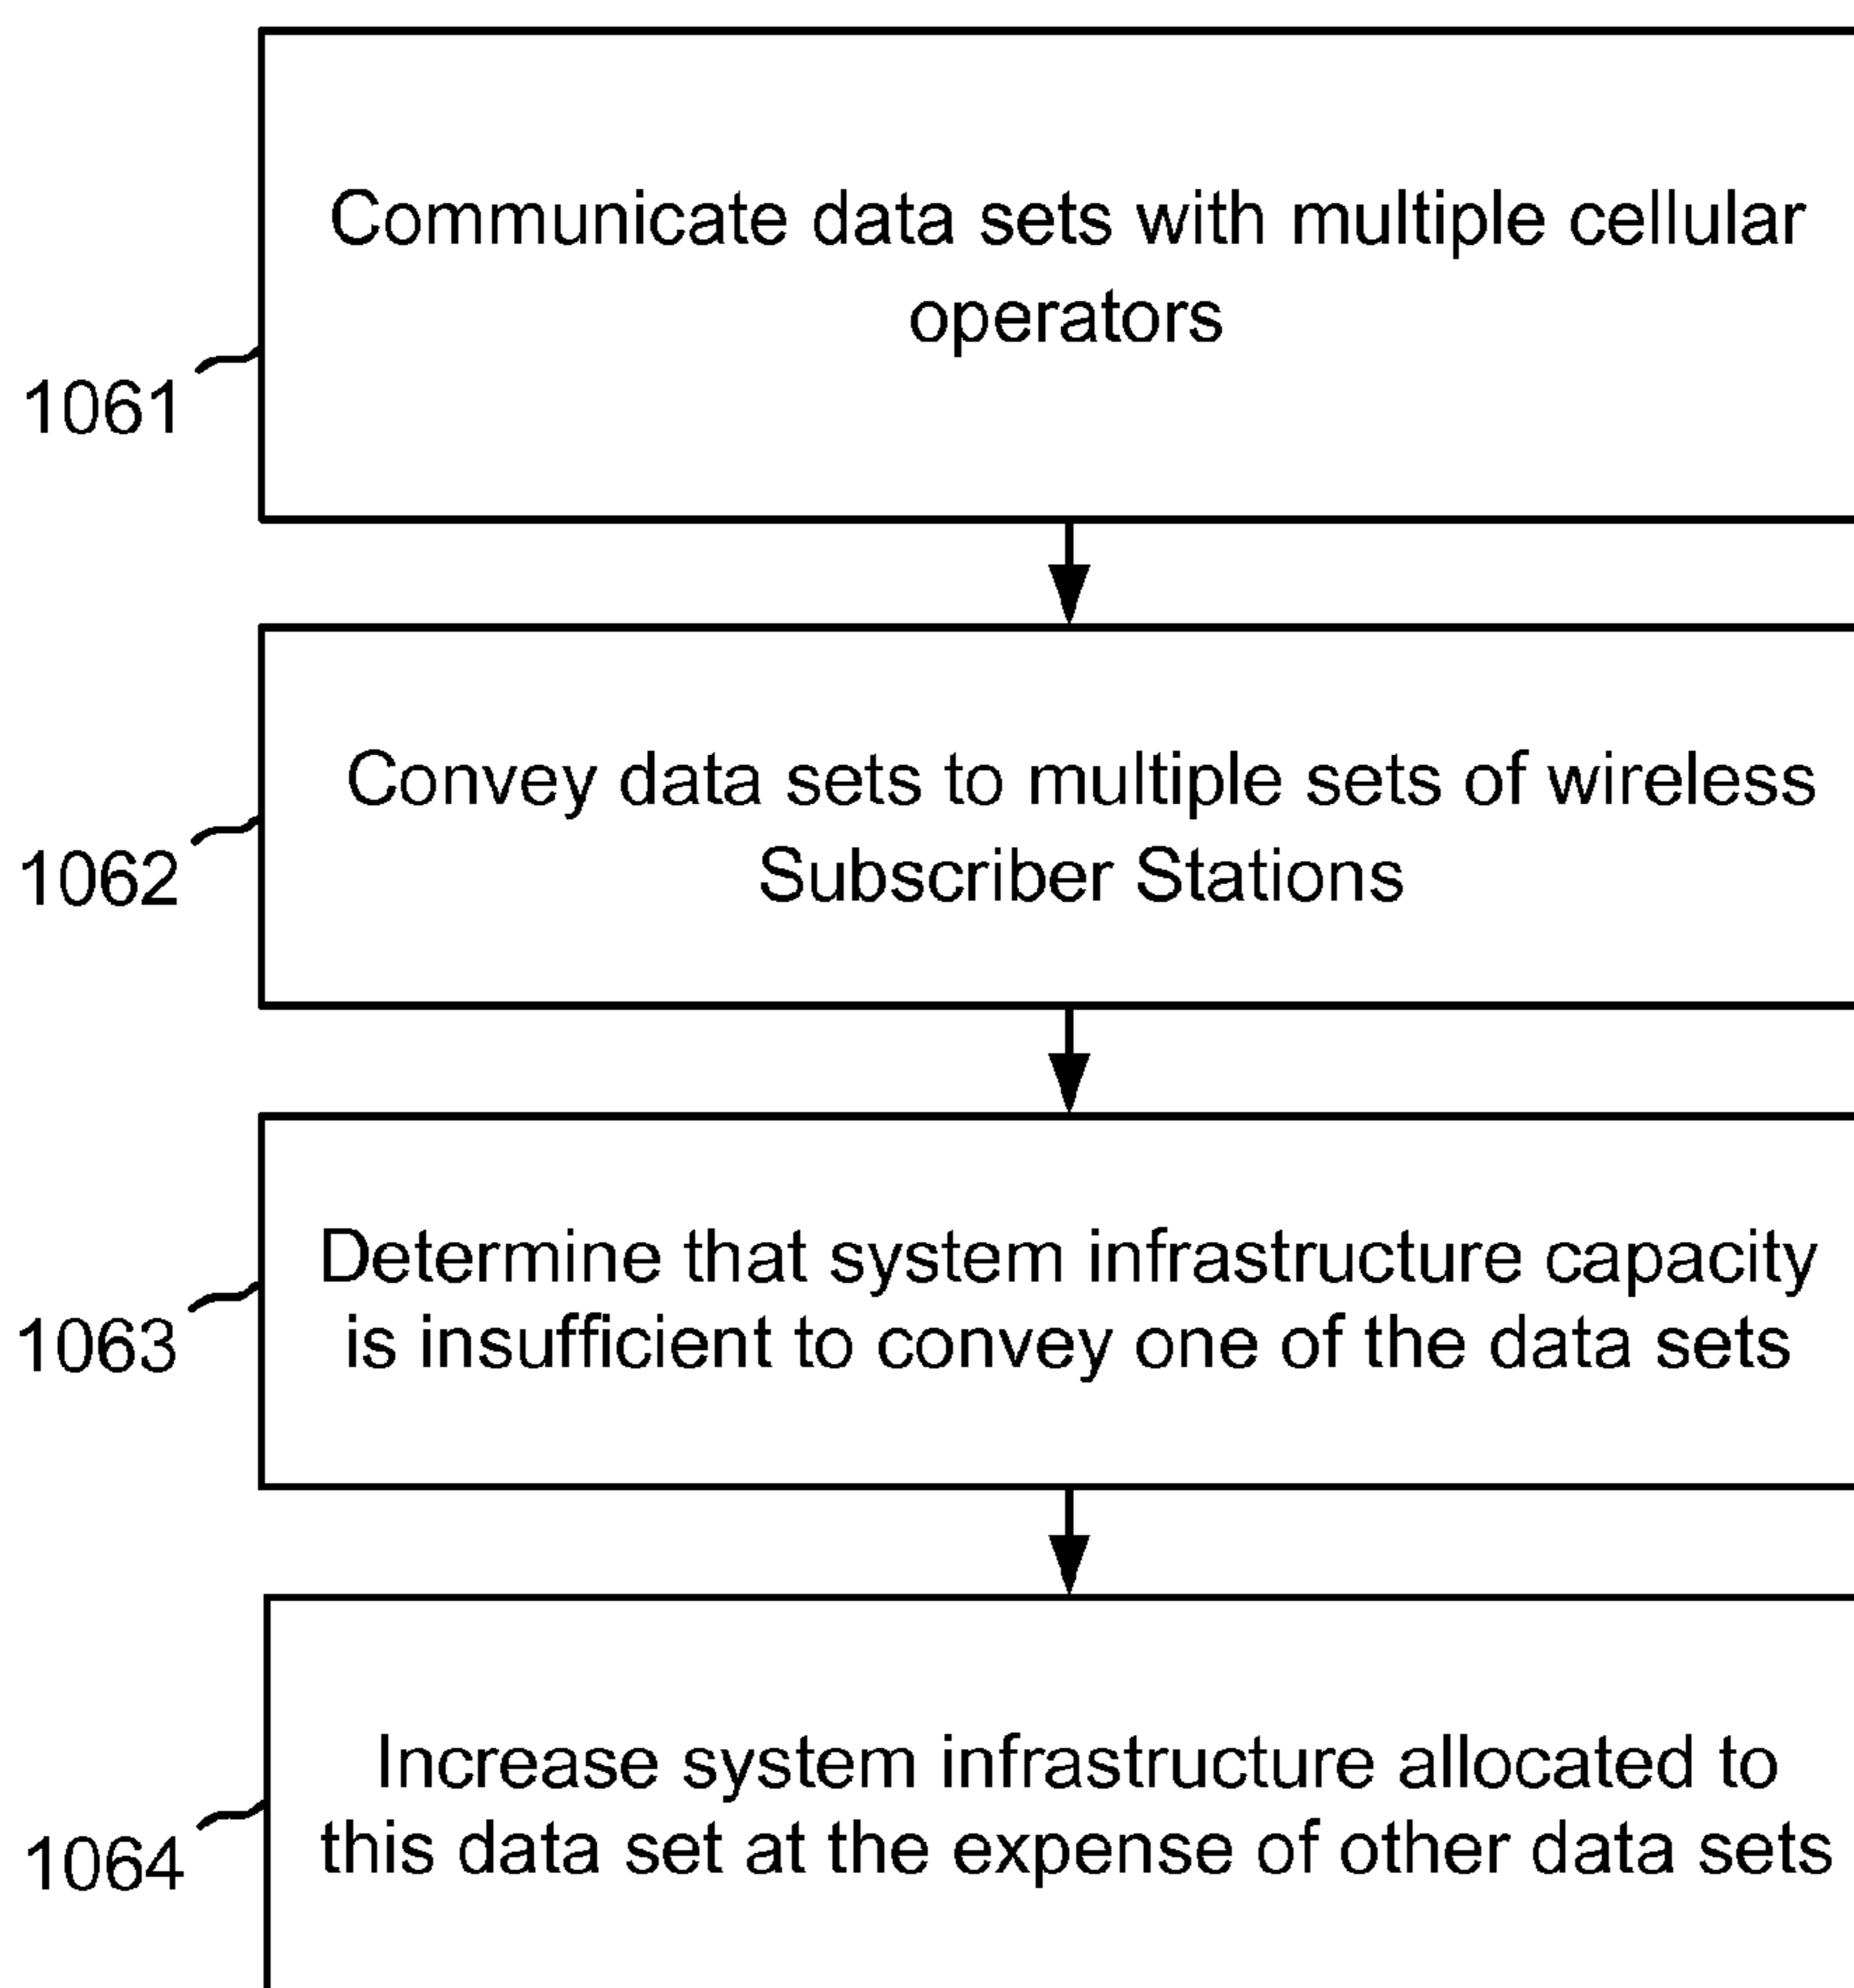 Communicate data sets with multiple cellular
operators
1061
Convey data sets to multiple sets of wireless
Subscriber Stations
1062
Determine that system infrastructure capacity
is insufficient to convey one of the data sets
1063
Increase system infrastructure allocated to
this data set at the expense of other data sets
1064